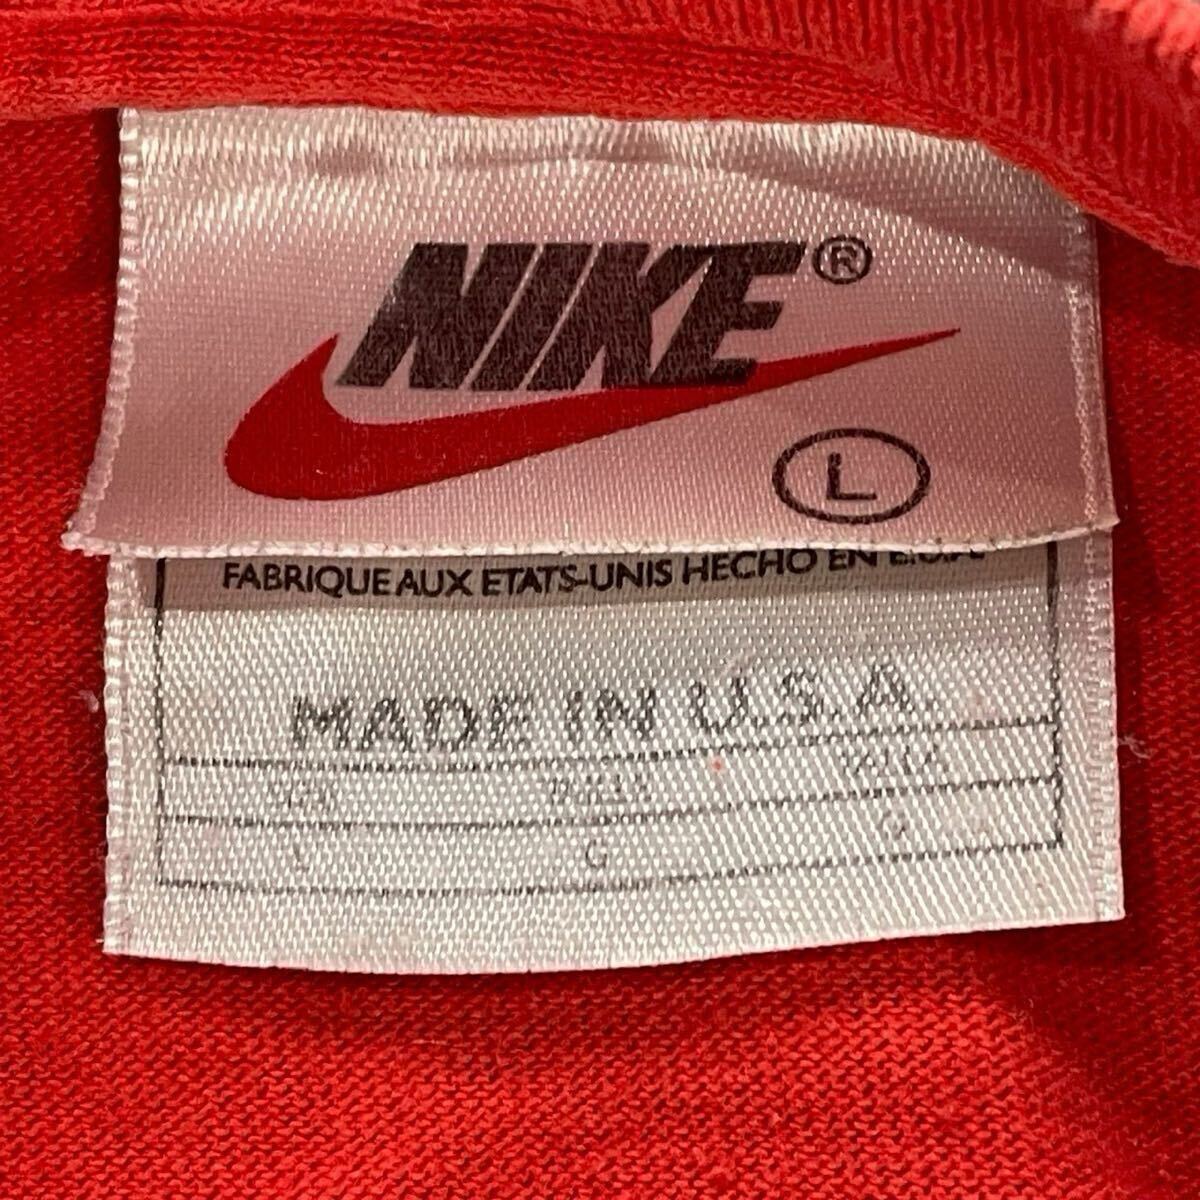 NIKE®
L
FABRIQUE AUX ETATS-UNIS HECHO EN E.U.A.
MADE IN U.S.A.
L G G